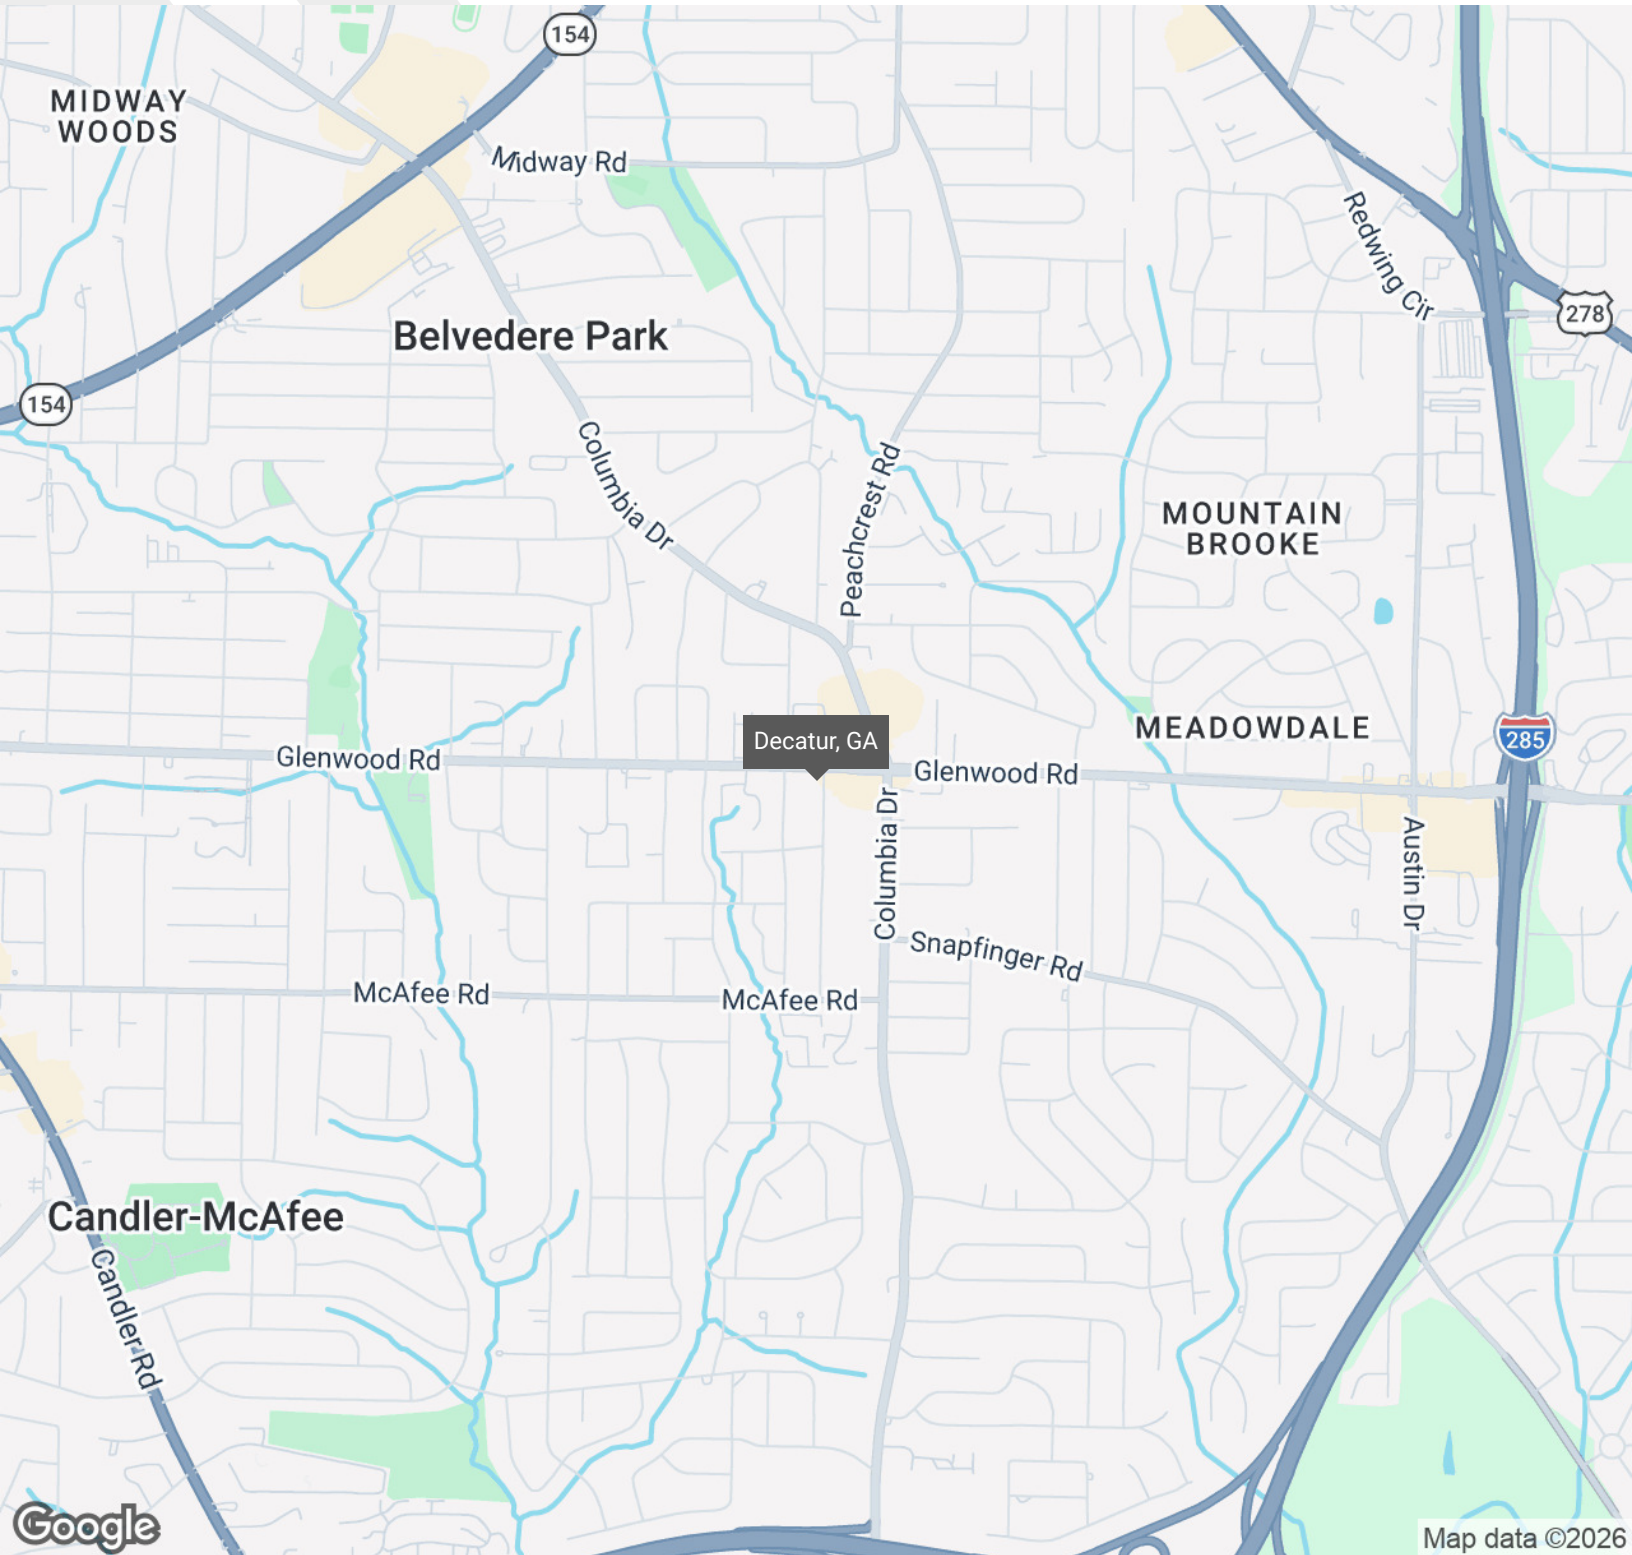 154
MIDWAY
WOODS
Midway Rd
Redwing Cir
278
Belvedere Park
154
Columbia Dr
Peachcrest Rd
MOUNTAIN
BROOKE
MEADOWDALE
285
Decatur, GA
Glenwood Rd
Glenwood Rd
Columbia Dr
Austin Dr
Snapfinger Rd
McAfee Rd
McAfee Rd
Candler-McAfee
Candler Rd
Google
Map data ©2026